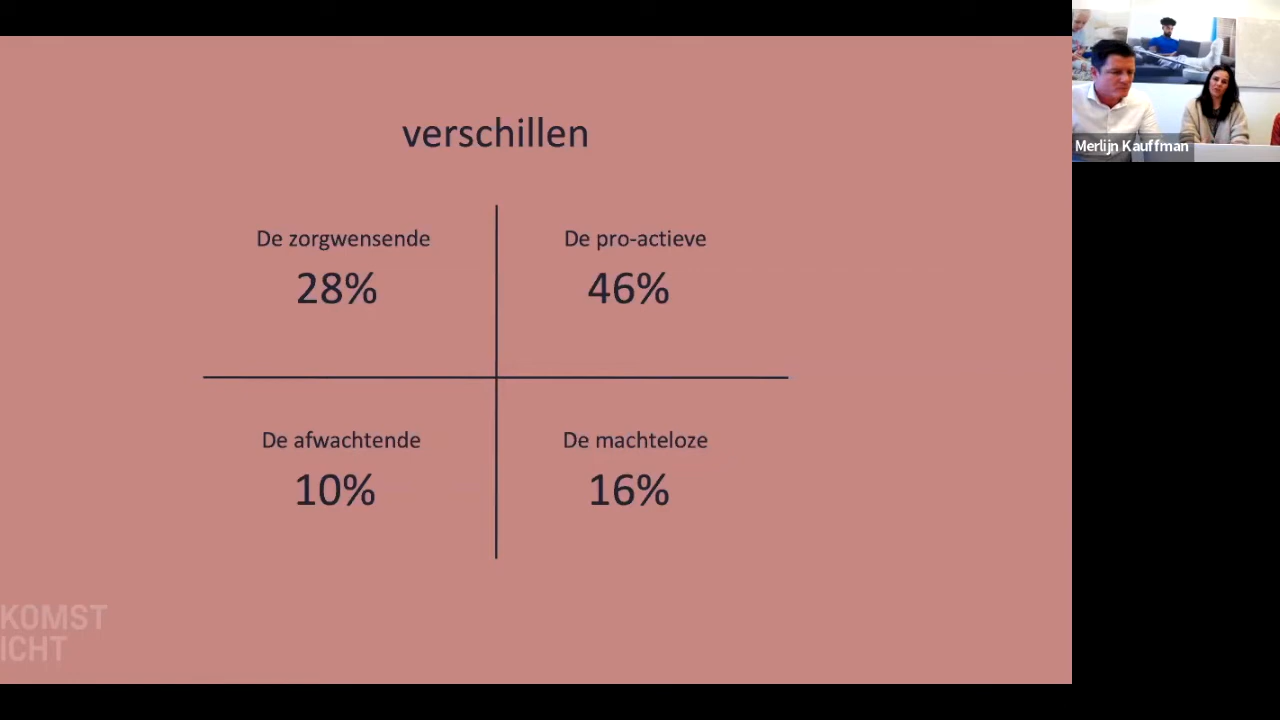 verschillen
De zorgwensende
28%
De pro-actieve
46%
De afwachtende
10%
De machteloze
16%
KOMST
ICHT
Merlijn Kauffman